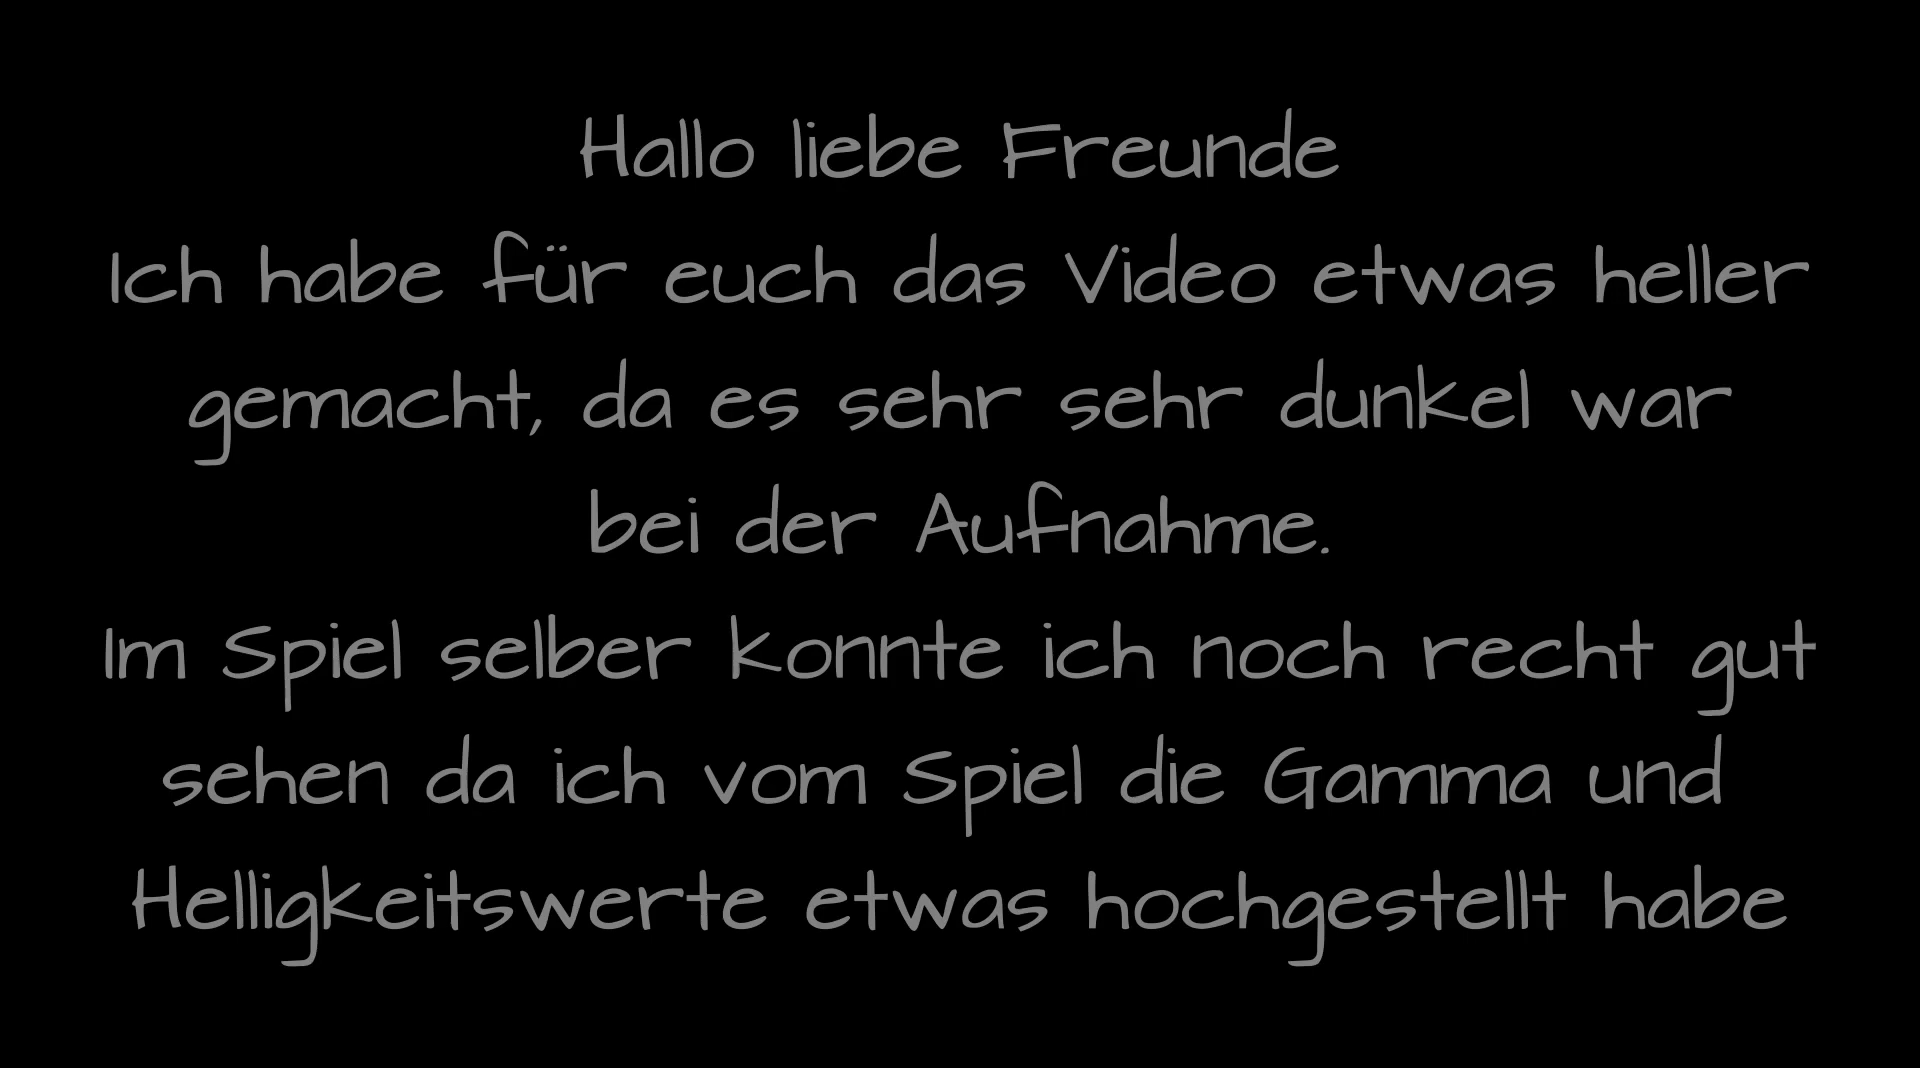 Hallo liebe Freunde
Ich habe für euch das Video etwas heller
gemacht, da es sehr sehr dunkel war
bei der Aufnahme.
Im Spiel selber konnte ich noch recht gut
sehen da ich vom Spiel die Gamma und
Helligkeitswerte etwas hochgestellt habe